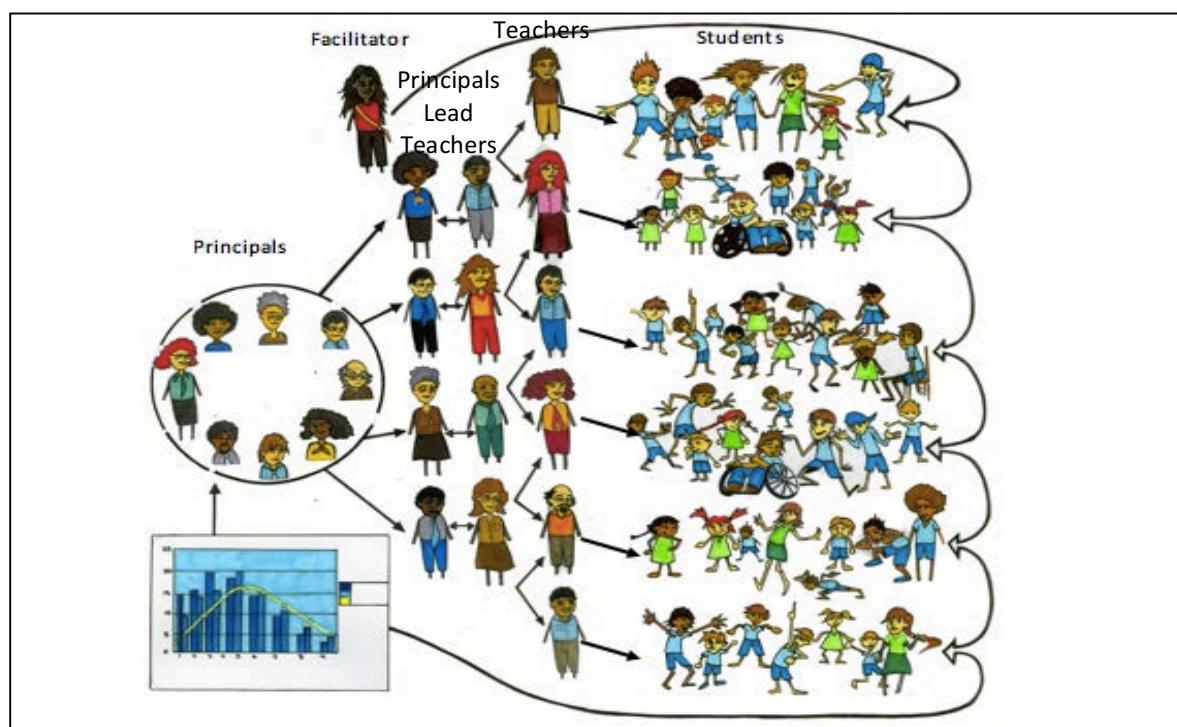 Facilitator
Teachers
Students
Principals
Lead
Teachers
Principals